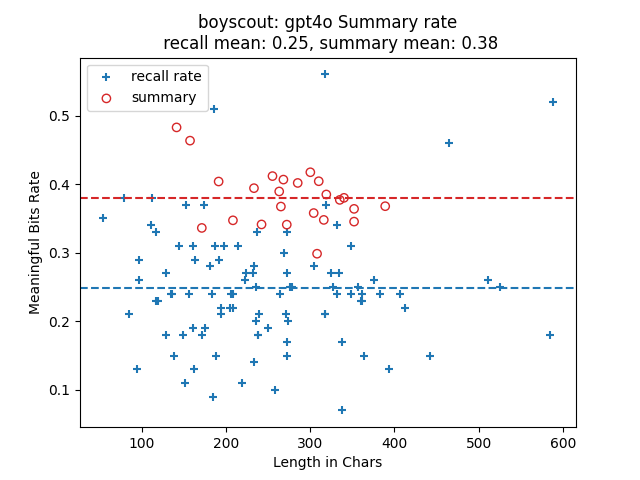 boyscout: gpt4o Summary rate
recall mean: 0.25, summary mean: 0.38
recall rate
summary
Meaningful Bits Rate
0.5
0.4
0.3
0.2
0.1
100 200 300 400 500 600
Length in Chars